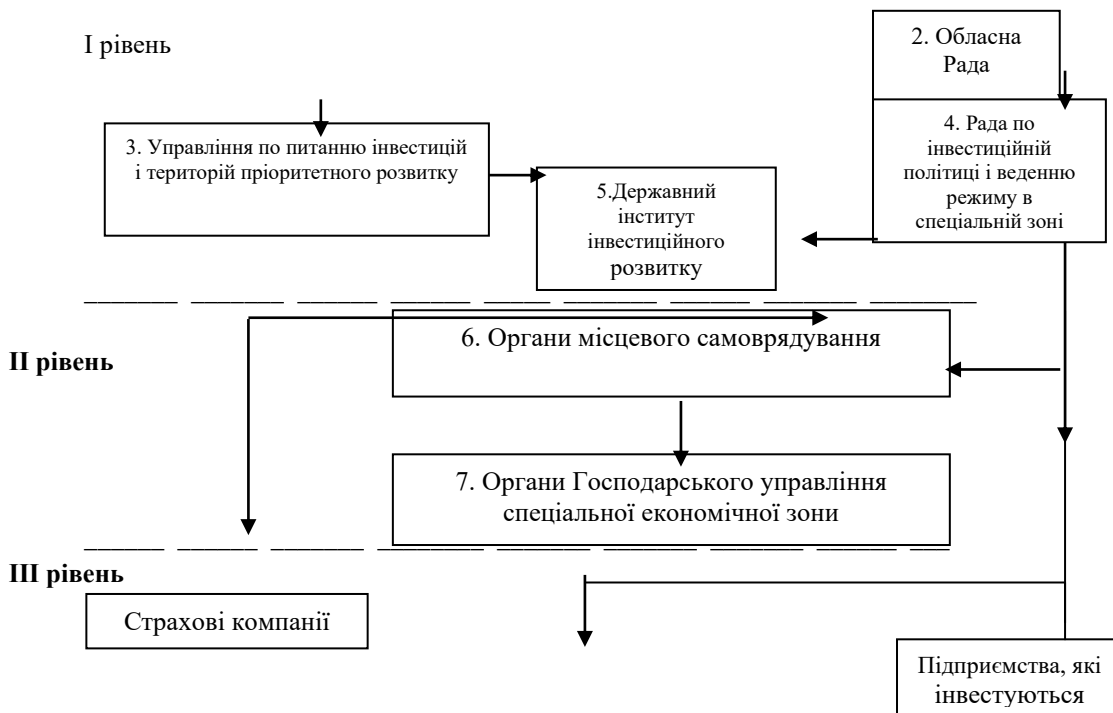 І рівень
2. Обласна
Рада
3. Управління по питанню інвестицій
і територій пріоритетного розвитку
4. Рада по
інвестиційній
політиці і веденню
режиму в
спеціальній зоні
5.Державний
інститут
інвестиційного
розвитку
ІІ рівень
6. Органи місцевого самоврядування
7. Органи Господарського управління
спеціальної економічної зони
ІІІ рівень
Страхові компанії
Підприємства, які
інвестуються